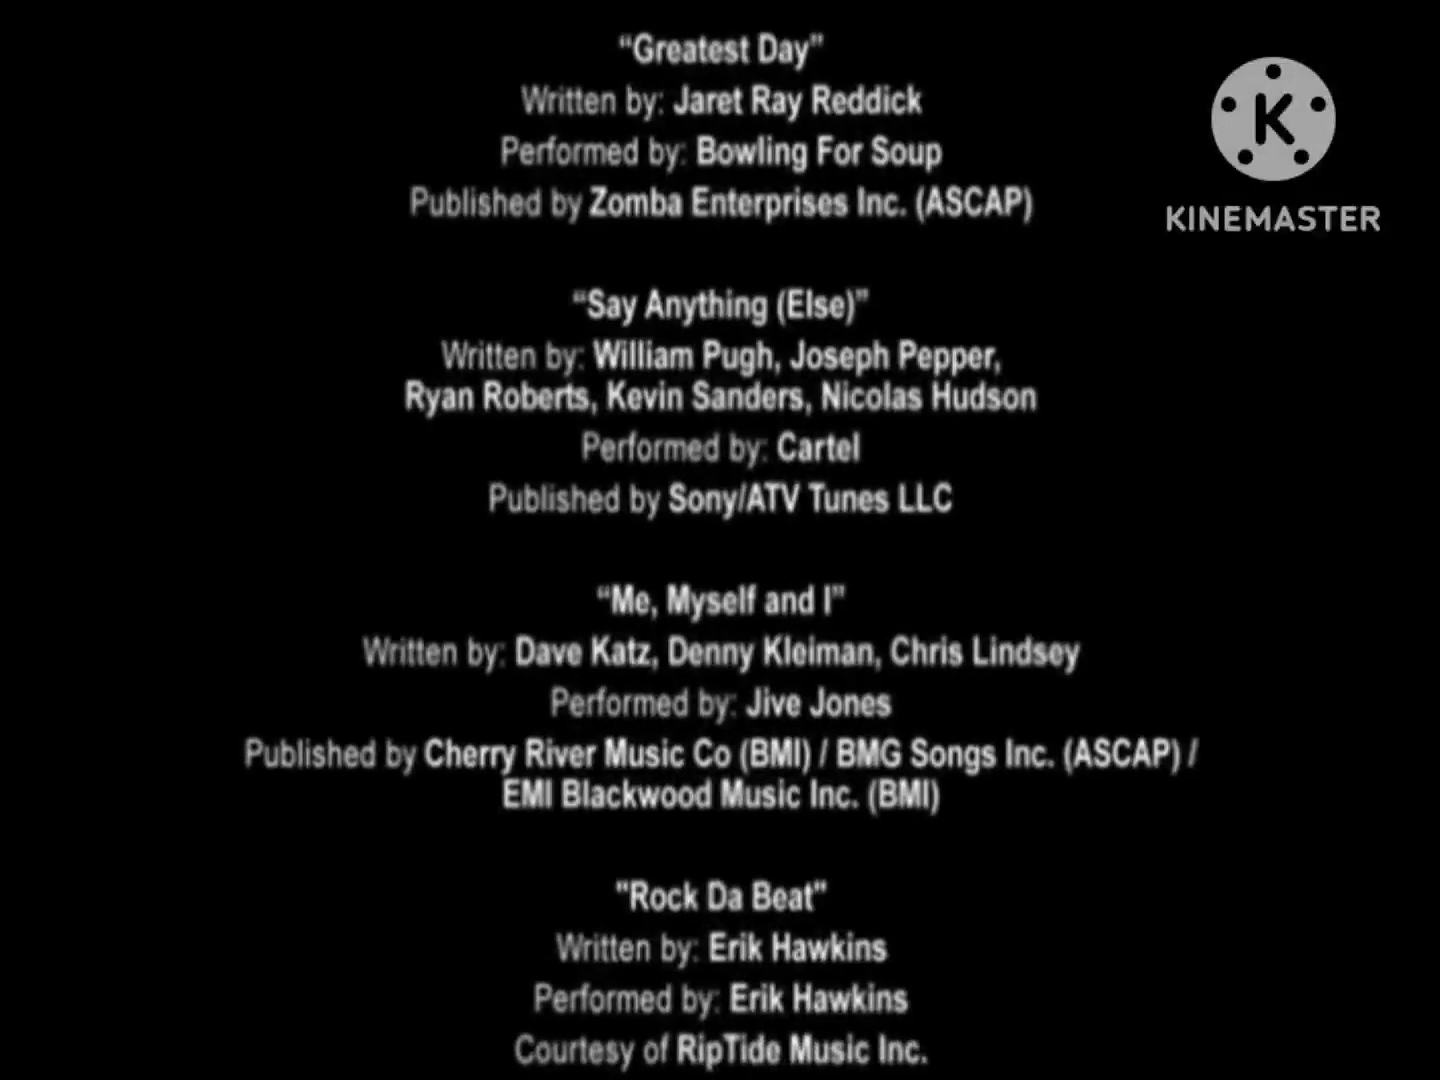 “Greatest Day”
Written by: Jaret Ray Reddick
Performed by: Bowling For Soup
Published by Zomba Enterprises Inc. (ASCAP)
K
KINEMASTER
“Say Anything (Else)”
Written by: William Pugh, Joseph Pepper,
Ryan Roberts, Kevin Sanders, Nicolas Hudson
Performed by: Cartel
Published by Sony/ATV Tunes LLC
“Me, Myself and I”
Written by: Dave Katz, Denny Kleiman, Chris Lindsey
Performed by: Jive Jones
Published by Cherry River Music Co (BMI) / BMG Songs Inc. (ASCAP) /
EMI Blackwood Music Inc. (BMI)
"Rock Da Beat"
Written by: Erik Hawkins
Performed by: Erik Hawkins
Courtesy of RipTide Music Inc.